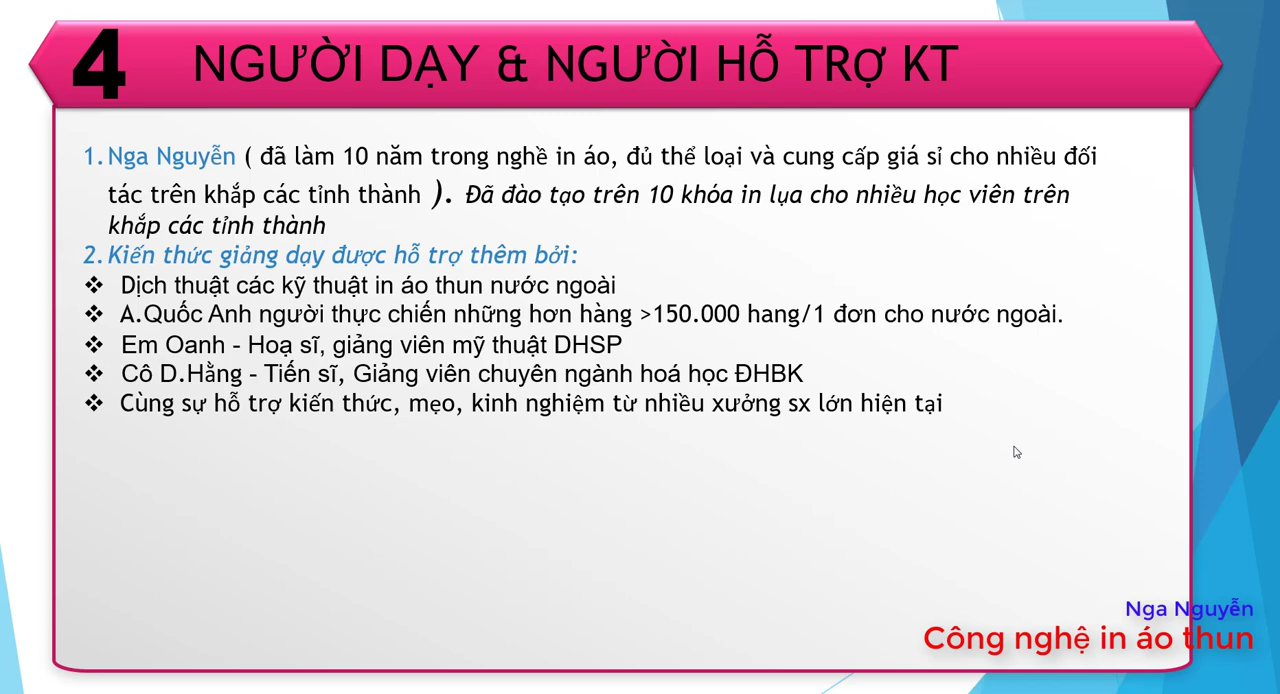 4 NGƯỜI DẠY & NGƯỜI HỖ TRỢ KT
1. Nga Nguyễn ( đã làm 10 năm trong nghề in áo, đủ thể loại và cung cấp giá sỉ cho nhiều đối
tác trên khắp các tỉnh thành ). Đã đào tạo trên 10 khóa in lụa cho nhiều học viên trên
khắp các tỉnh thành
2. Kiến thức giảng dạy được hỗ trợ thêm bởi:
❖ Dịch thuật các kỹ thuật in áo thun nước ngoài
❖ A.Quốc Anh người thực chiến những hơn hàng >150.000 hang/1 đơn cho nước ngoài.
❖ Em Oanh - Hoạ sĩ, giảng viên mỹ thuật DHSP
❖ Cô D.Hằng - Tiến sĩ, Giảng viên chuyên ngành hoá học ĐHBK
❖ Cùng sự hỗ trợ kiến thức, mẹo, kinh nghiệm từ nhiều xưởng sx lớn hiện tại
Nga Nguyễn
Công nghệ in áo thun